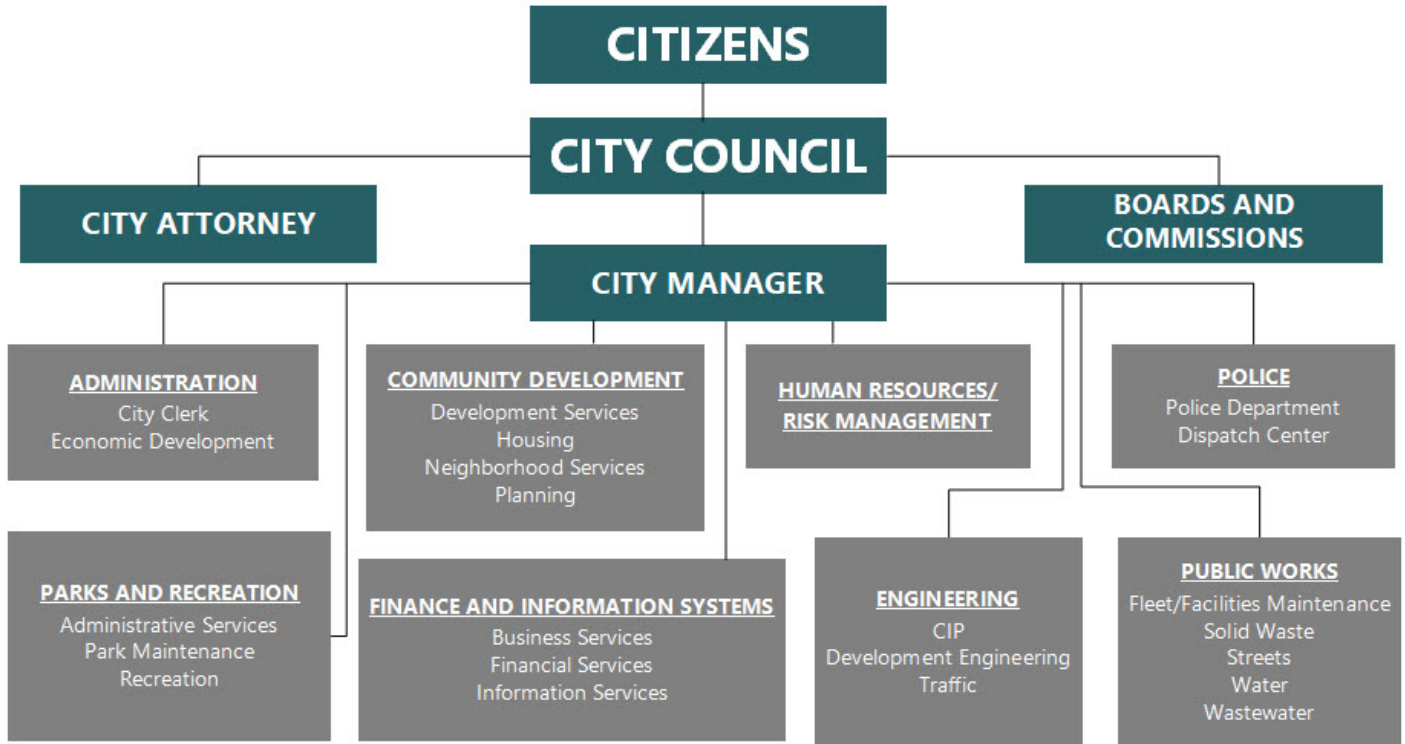 CITIZENS
CITY COUNCIL
CITY ATTORNEY
BOARDS AND
COMMISSIONS
CITY MANAGER
ADMINISTRATION
City Clerk
Economic Development
COMMUNITY DEVELOPMENT
Development Services
Housing
Neighborhood Services
Planning
HUMAN RESOURCES/
RISK MANAGEMENT
POLICE
Police Department
Dispatch Center
PARKS AND RECREATION
Administrative Services
Park Maintenance
Recreation
FINANCE AND INFORMATION SYSTEMS
Business Services
Financial Services
Information Services
ENGINEERING
CIP
Development Engineering
Traffic
PUBLIC WORKS
Fleet/Facilities Maintenance
Solid Waste
Streets
Water
Wastewater